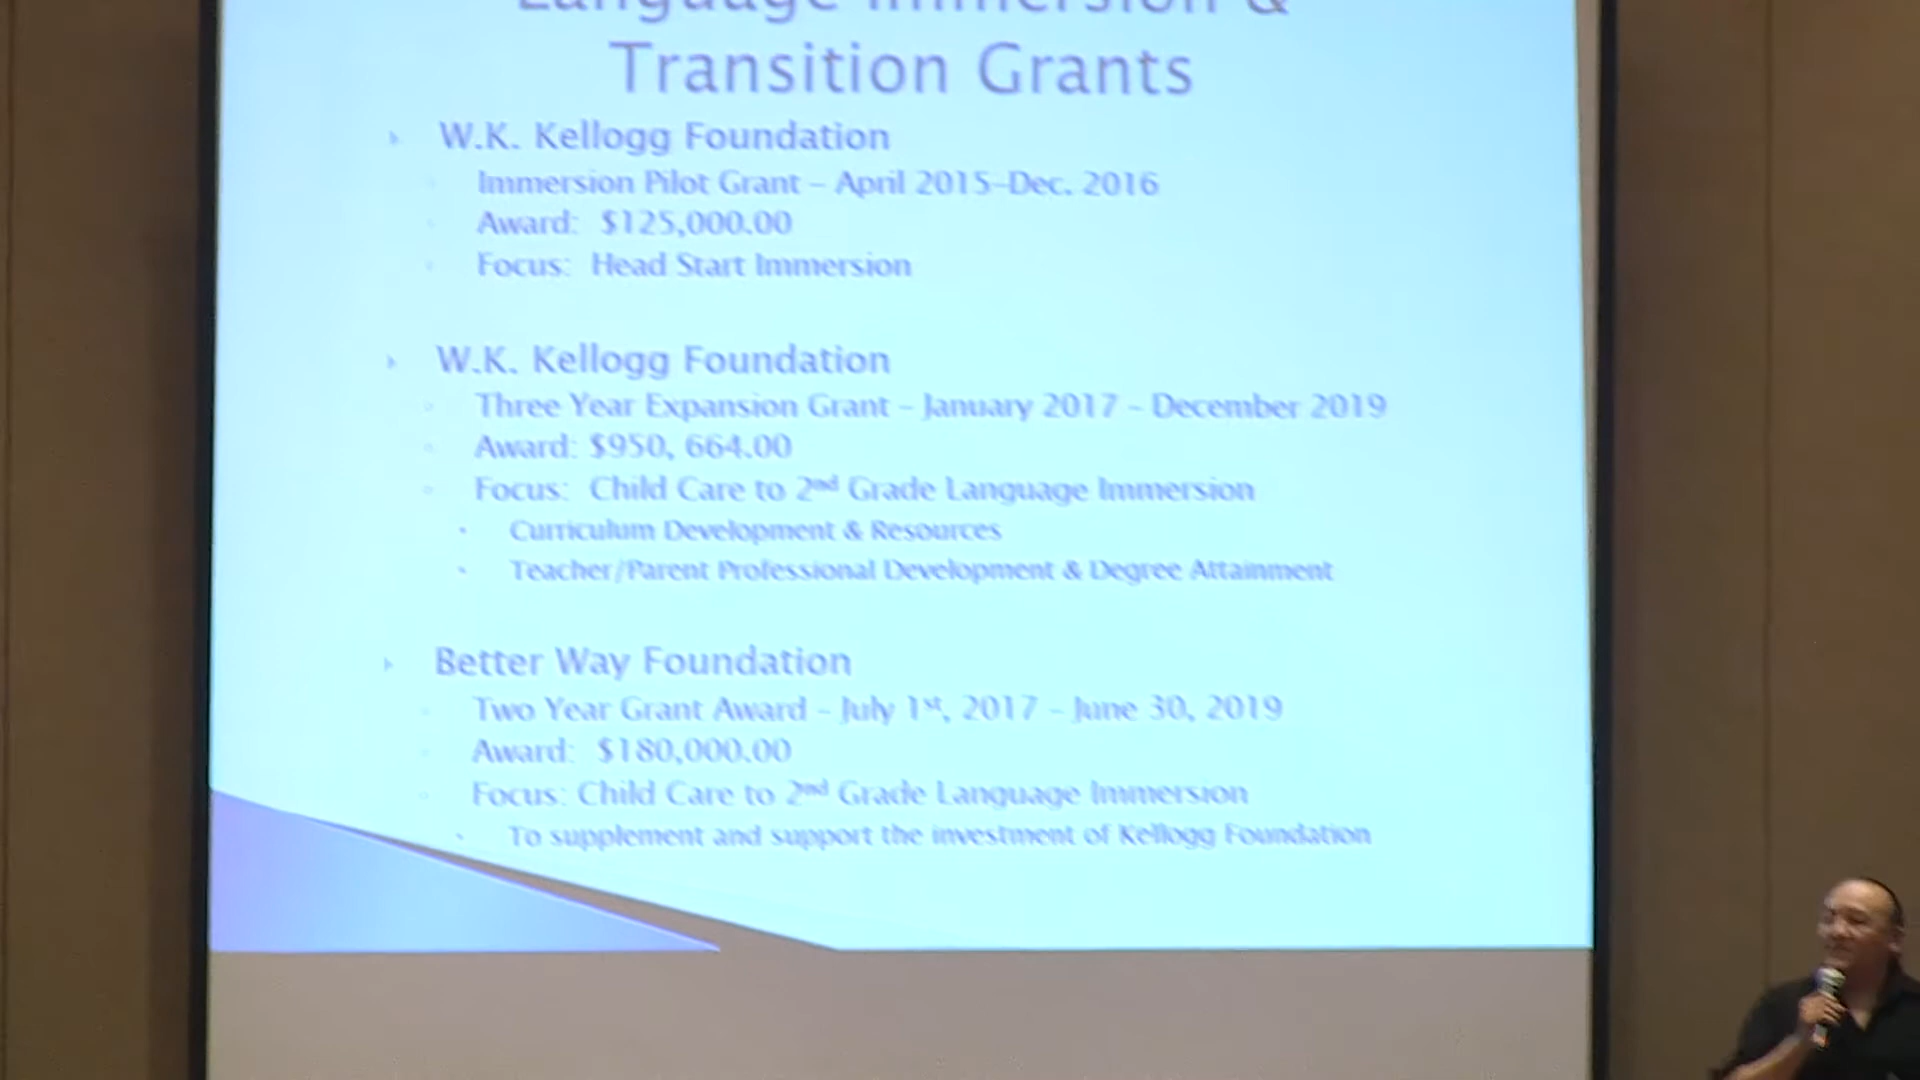 Language Immersion &
Transition Grants
W.K. Kellogg Foundation
Immersion Pilot Grant – April 2015–Dec. 2016
Award: $125,000.00
Focus: Head Start Immersion
W.K. Kellogg Foundation
Three Year Expansion Grant – January 2017 – December 2019
Award: $950, 664.00
Focus: Child Care to 2nd Grade Language Immersion
Curriculum Development & Resources
Teacher/Parent Professional Development & Degree Attainment
Better Way Foundation
Two Year Grant Award – July 1st, 2017 – June 30, 2019
Award: $180,000.00
Focus: Child Care to 2nd Grade Language Immersion
To supplement and support the investment of Kellogg Foundation